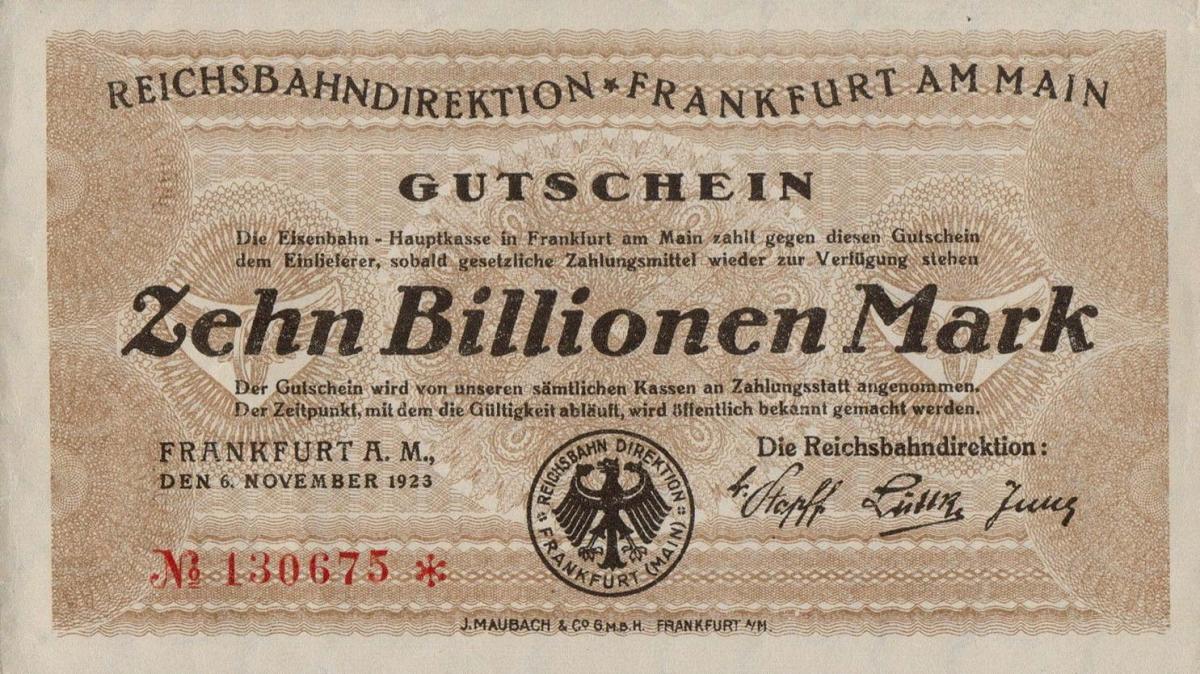 REICHSBAHNDIREKTION * FRANKFURT AM MAIN
GUTSCHEIN
Die Eisenbahn - Hauptkasse in Frankfurt am Main zahlt gegen diesen Gutschein
dem Einlieferer, sobald gesetzliche Zahlungsmittel wieder zur Verfügung stehen
Zehn Billionen Mark
Der Gutschein wird von unseren sämtlichen Kassen an Zahlungsstatt angenommen.
Der Zeitpunkt, mit dem die Gültigkeit abläuft, wird öffentlich bekannt gemacht werden.
FRANKFURT A. M.,
DEN 6. NOVEMBER 1923
Die Reichsbahndirektion:
REICHSBAHN DIREKTION
* FRANKFURT (MAIN) *
Jung
№ 130675 *
J. MAUBACH & Co G.M.B.H. FRANKFURT A/M.